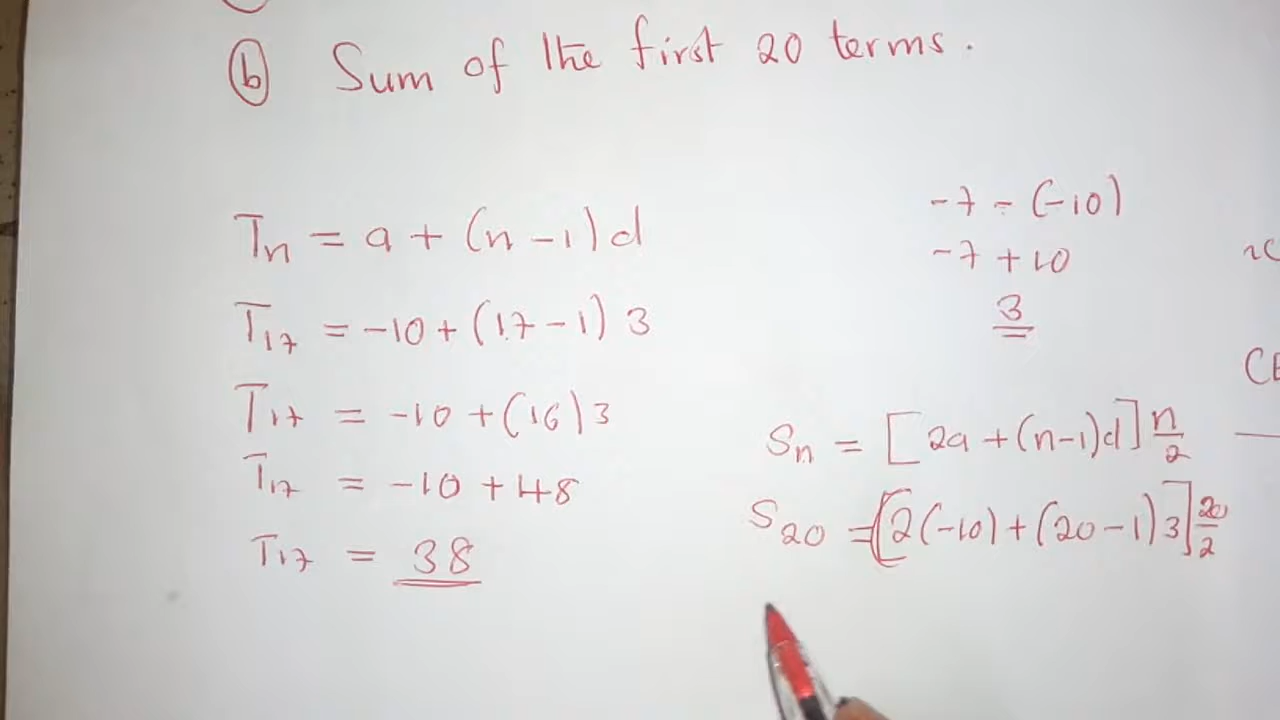 (b) Sum of the first 20 terms.
Tn = a + (n - 1)d
T17 = -10 + (17 - 1) 3
T17 = -10 + (16) 3
T17 = -10 + 48
T17 = 38
-7 - (-10)
-7 + 10
3
Sn = [2a + (n-1)d] n/2
S20 = [2(-10) + (20-1)3] 20/2